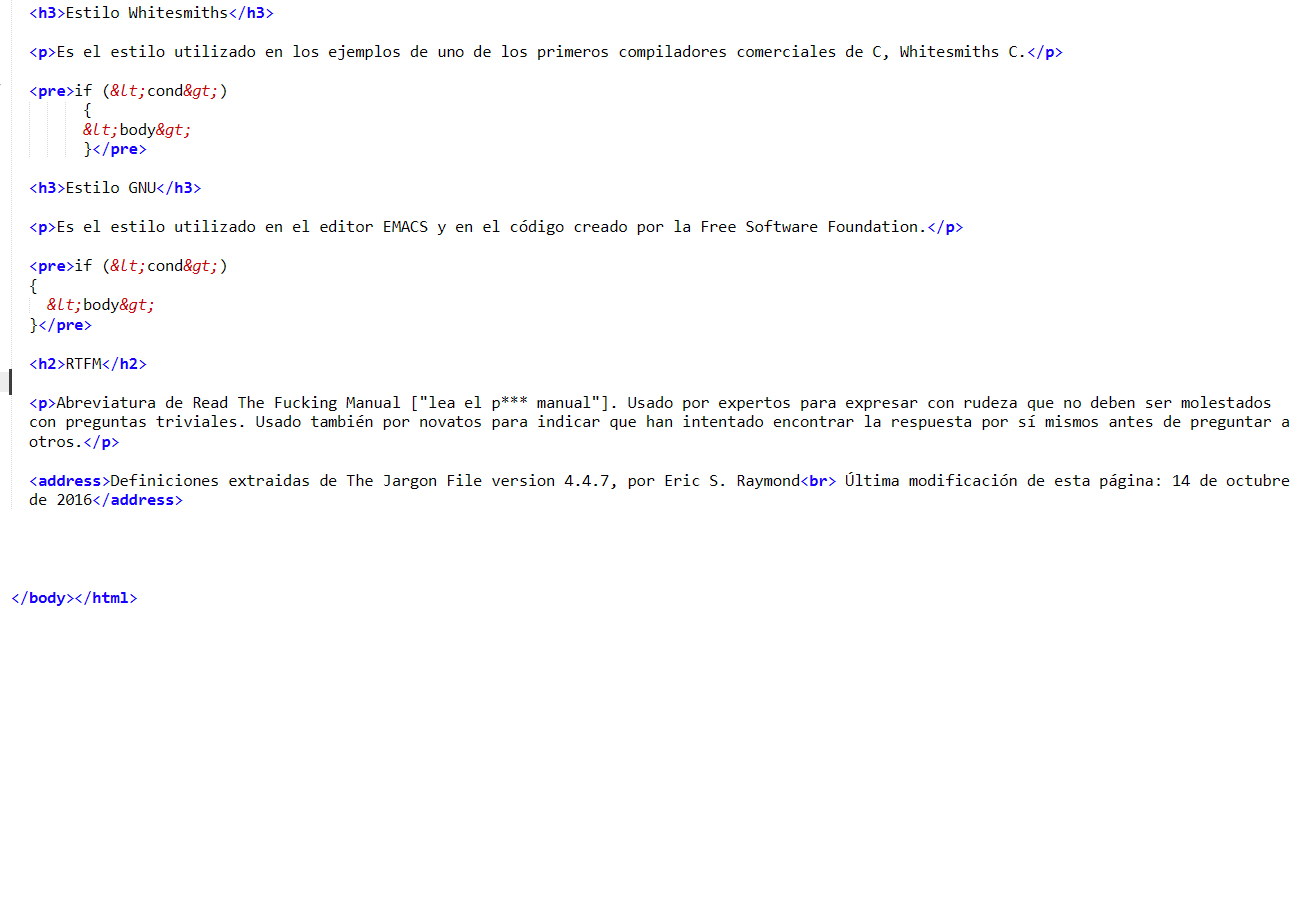 <h3>Estilo Whitesmiths</h3>
<p>Es el estilo utilizado en los ejemplos de uno de los primeros compiladores comerciales de C, Whitesmiths C.</p>
<pre>if (&lt;cond&gt;)
      {
      &lt;body&gt;
      }</pre>
<h3>Estilo GNU</h3>
<p>Es el estilo utilizado en el editor EMACS y en el código creado por la Free Software Foundation.</p>
<pre>if (&lt;cond&gt;)
{
  &lt;body&gt;
}</pre>
<h2>RTFM</h2>
<p>Abreviatura de Read The Fucking Manual ["lea el p*** manual"]. Usado por expertos para expresar con rudeza que no deben ser molestados
con preguntas triviales. Usado también por novatos para indicar que han intentado encontrar la respuesta por sí mismos antes de preguntar a
otros.</p>
<address>Definiciones extraidas de The Jargon File version 4.4.7, por Eric S. Raymond<br> Última modificación de esta página: 14 de octubre
de 2016</address>
</body></html>